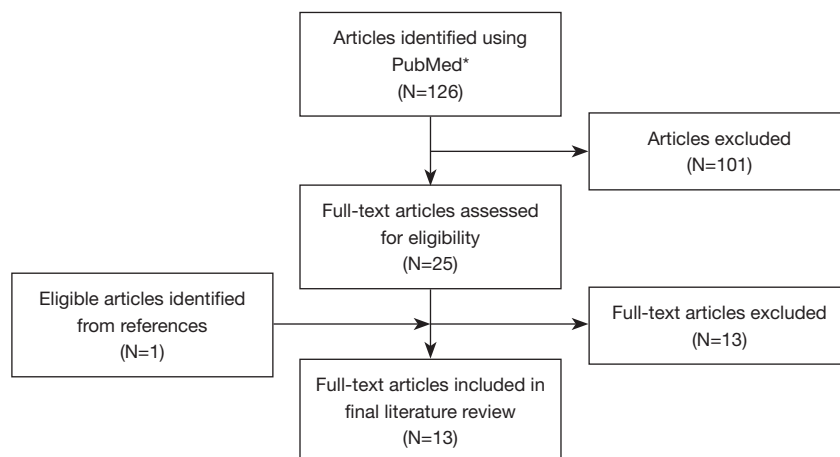 Articles identified using
PubMed*
(N=126)
Articles excluded
(N=101)
Full-text articles assessed
for eligibility
(N=25)
Eligible articles identified
from references
(N=1)
Full-text articles excluded
(N=13)
Full-text articles included in
final literature review
(N=13)